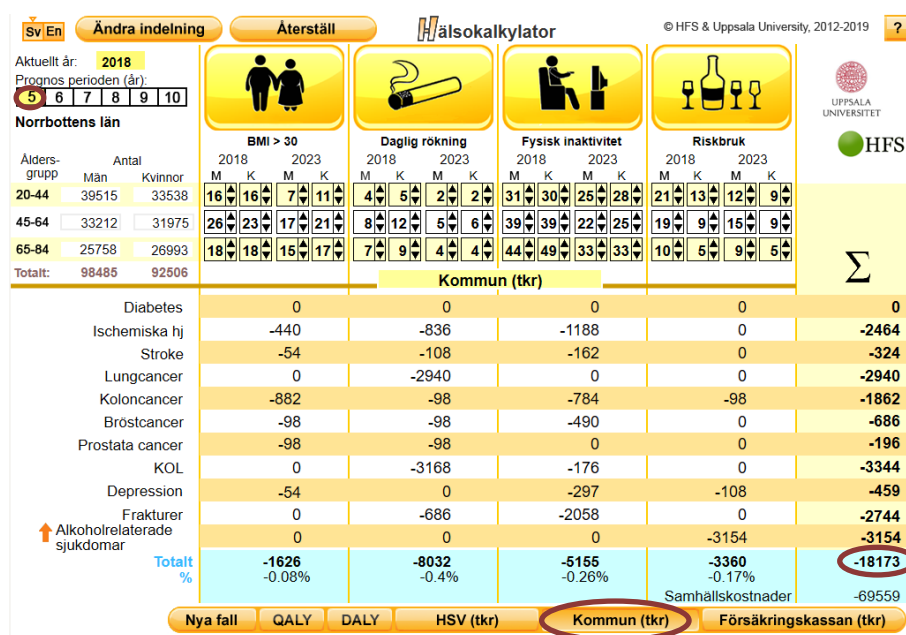 Sv En Ändra indelning Återställ Hälsokalkylator © HFS & Uppsala University, 2012-2019 ?
Aktuellt år: 2018
Prognos perioden (år):
5 6 7 8 9 10
Norrbottens län
UPPSALA
UNIVERSITET
HFS
BMI > 30 Daglig rökning Fysisk inaktivitet Riskbruk
Ålders- Antal 2018 2023 2018 2023 2018 2023 2018 2023
grupp Män Kvinnor M K M K M K M K M K M K M K M K
20-44 39515 33538 16 16 7 11 4 5 2 2 31 30 25 28 21 13 12 9
45-64 33212 31975 26 23 17 21 8 12 5 6 39 39 22 25 19 9 15 9
65-84 25758 26993 18 18 15 17 7 9 4 4 44 49 33 33 10 5 9 5
Totalt: 98485 92506 Σ
Kommun (tkr)
Diabetes 0 0 0 0 0
Ischemiska hj -440 -836 -1188 0 -2464
Stroke -54 -108 -162 0 -324
Lungcancer 0 -2940 0 0 -2940
Koloncancer -882 -98 -784 -98 -1862
Bröstcancer -98 -98 -490 0 -686
Prostata cancer -98 -98 0 0 -196
KOL 0 -3168 -176 0 -3344
Depression -54 0 -297 -108 -459
Frakturer 0 -686 -2058 0 -2744
Alkoholrelaterade
sjukdomar 0 0 0 -3154 -3154
Totalt -1626 -8032 -5155 -3360 -18173
% -0.08% -0.4% -0.26% -0.17%
Samhällskostnader -69559
Nya fall QALY DALY HSV (tkr) Kommun (tkr) Försäkringskassan (tkr)